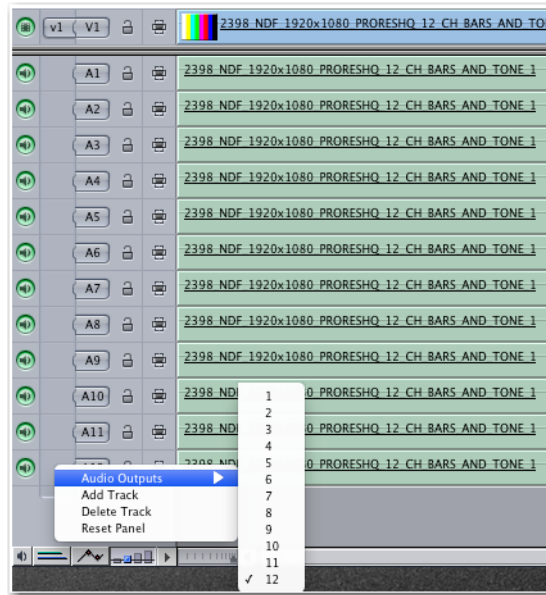 v1 V1 2398 NDF 1920x1080 PRORESHQ 12 CH BARS AND TO
A1 2398 NDF 1920x1080 PRORESHQ 12 CH BARS AND TONE 1
A2 2398 NDF 1920x1080 PRORESHQ 12 CH BARS AND TONE 1
A3 2398 NDF 1920x1080 PRORESHQ 12 CH BARS AND TONE 1
A4 2398 NDF 1920x1080 PRORESHQ 12 CH BARS AND TONE 1
A5 2398 NDF 1920x1080 PRORESHQ 12 CH BARS AND TONE 1
A6 2398 NDF 1920x1080 PRORESHQ 12 CH BARS AND TONE 1
A7 2398 NDF 1920x1080 PRORESHQ 12 CH BARS AND TONE 1
A8 2398 NDF 1920x1080 PRORESHQ 12 CH BARS AND TONE 1
A9 2398 NDF 1920x1080 PRORESHQ 12 CH BARS AND TONE 1
A10 2398 ND 0 PRORESHQ 12 CH BARS AND TONE 1
A11 2398 ND 0 PRORESHQ 12 CH BARS AND TONE 1
2398 ND 0 PRORESHQ 12 CH BARS AND TONE 1
Audio Outputs
Add Track
Delete Track
Reset Panel
1
2
3
4
5
6
7
8
9
10
11
✓ 12